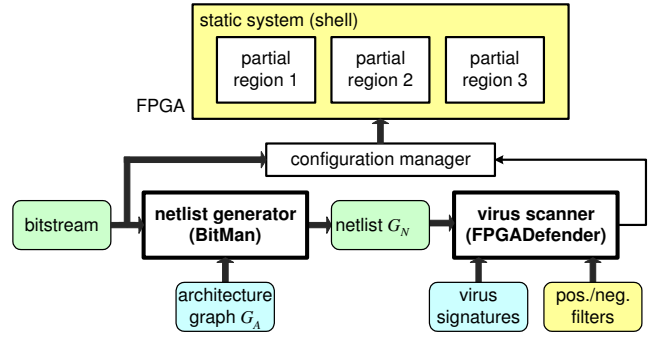 static system (shell)
partial
region 1
partial
region 2
partial
region 3
FPGA
configuration manager
bitstream
netlist generator
(BitMan)
netlist G_N
virus scanner
(FPGADefender)
architecture
graph G_A
virus
signatures
pos./neg.
filters